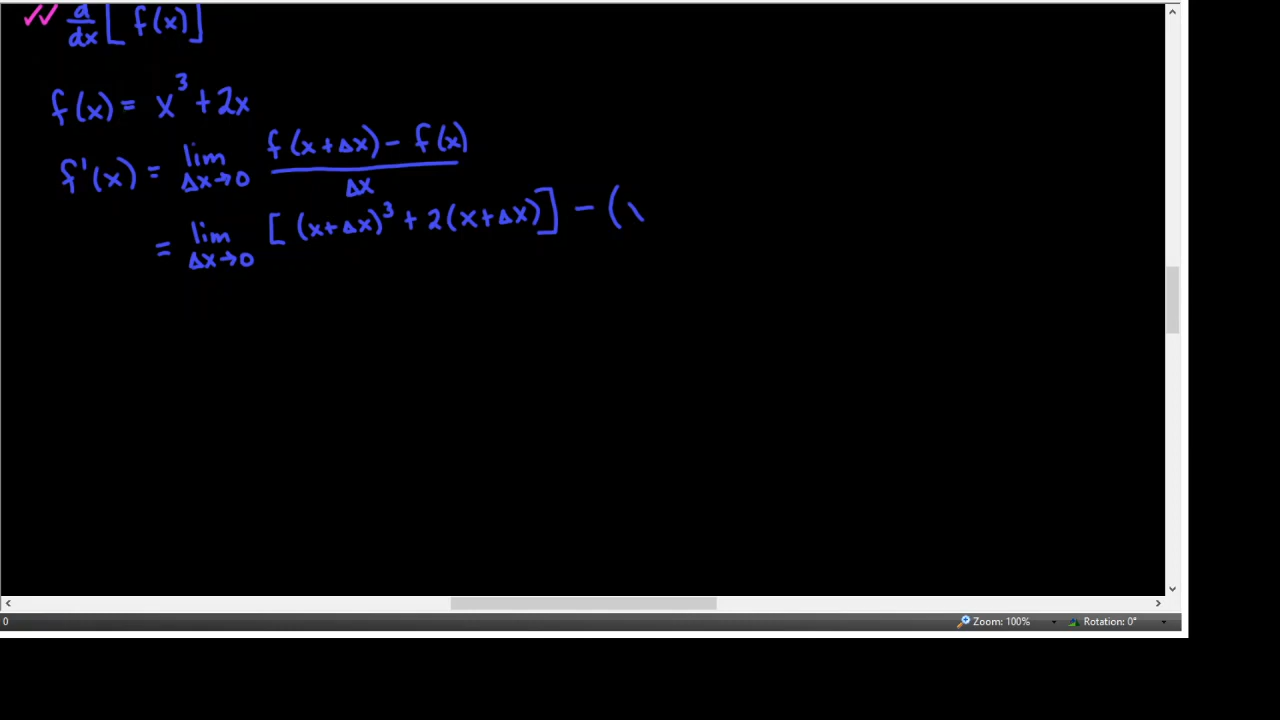 d/dx [ f(x) ]
f(x) = x³ + 2x
f'(x) = lim Δx→0 f(x+Δx) - f(x) / Δx
= lim Δx→0 [ (x+Δx)³ + 2(x+Δx) ] - (
0 Zoom: 100% Rotation: 0°